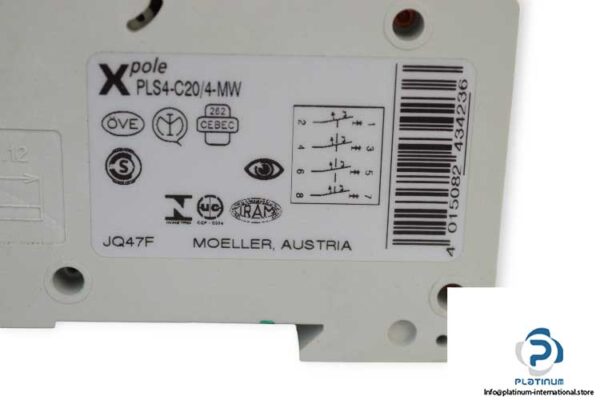 X pole
PLS4-C20/4-MW
ÖVE
262
CEBEC
S
2 1
4 3
6 5
8 7
12
IRAM
JQ47F
MOELLER, AUSTRIA
4 015082 434236
P
PLATINUM
Info@platinum-international.store